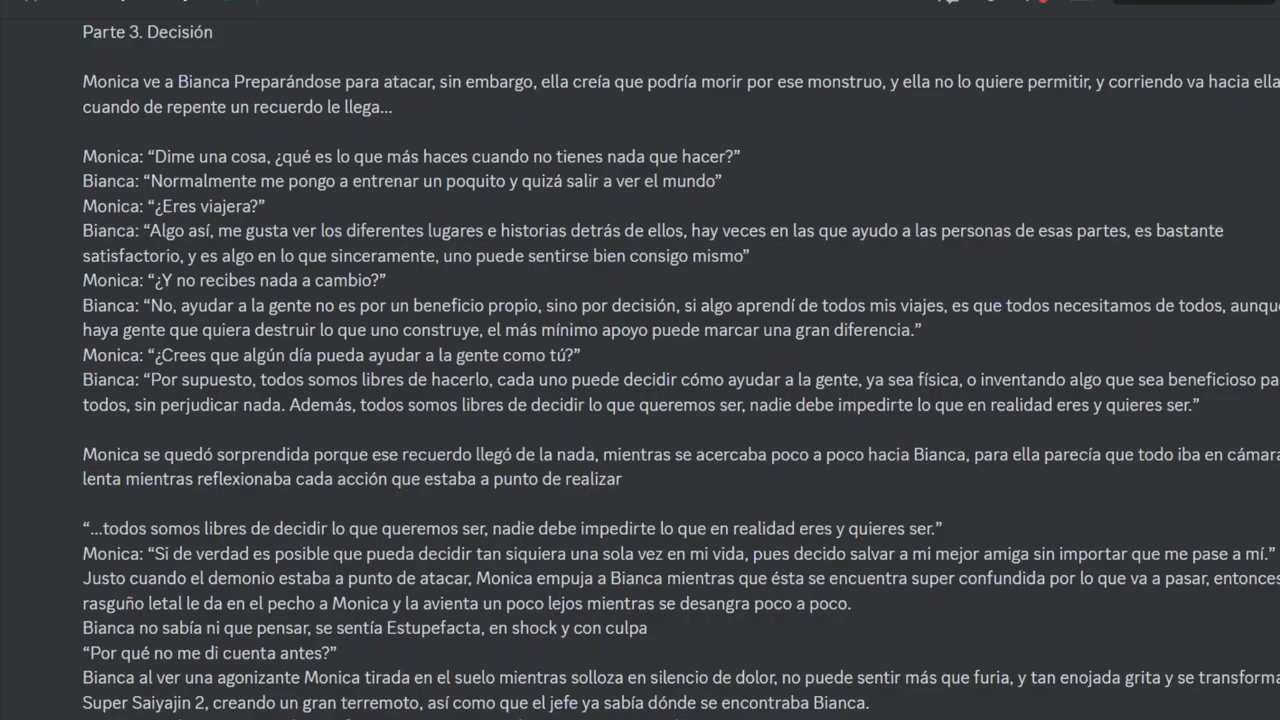 Parte 3. Decisión
Monica ve a Bianca Preparándose para atacar, sin embargo, ella creía que podría morir por ese monstruo, y ella no lo quiere permitir, y corriendo va hacia ella
cuando de repente un recuerdo le llega...
Monica: “Dime una cosa, ¿qué es lo que más haces cuando no tienes nada que hacer?”
Bianca: “Normalmente me pongo a entrenar un poquito y quizá salir a ver el mundo”
Monica: “¿Eres viajera?”
Bianca: “Algo así, me gusta ver los diferentes lugares e historias detrás de ellos, hay veces en las que ayudo a las personas de esas partes, es bastante
satisfactorio, y es algo en lo que sinceramente, uno puede sentirse bien consigo mismo”
Monica: “¿Y no recibes nada a cambio?”
Bianca: “No, ayudar a la gente no es por un beneficio propio, sino por decisión, si algo aprendí de todos mis viajes, es que todos necesitamos de todos, aunque
haya gente que quiera destruir lo que uno construye, el más mínimo apoyo puede marcar una gran diferencia.”
Monica: “¿Crees que algún día pueda ayudar a la gente como tú?”
Bianca: “Por supuesto, todos somos libres de hacerlo, cada uno puede decidir cómo ayudar a la gente, ya sea física, o inventando algo que sea beneficioso pa
todos, sin perjudicar nada. Además, todos somos libres de decidir lo que queremos ser, nadie debe impedirte lo que en realidad eres y quieres ser.”
Monica se quedó sorprendida porque ese recuerdo llegó de la nada, mientras se acercaba poco a poco hacia Bianca, para ella parecía que todo iba en cámara
lenta mientras reflexionaba cada acción que estaba a punto de realizar
“...todos somos libres de decidir lo que queremos ser, nadie debe impedirte lo que en realidad eres y quieres ser.”
Monica: “Si de verdad es posible que pueda decidir tan siquiera una sola vez en mi vida, pues decido salvar a mi mejor amiga sin importar que me pase a mí.”
Justo cuando el demonio estaba a punto de atacar, Monica empuja a Bianca mientras que ésta se encuentra super confundida por lo que va a pasar, entonces
rasguño letal le da en el pecho a Monica y la avienta un poco lejos mientras se desangra poco a poco.
Bianca no sabía ni que pensar, se sentía Estupefacta, en shock y con culpa
“Por qué no me di cuenta antes?”
Bianca al ver una agonizante Monica tirada en el suelo mientras solloza en silencio de dolor, no puede sentir más que furia, y tan enojada grita y se transforma
Super Saiyajin 2, creando un gran terremoto, así como que el jefe ya sabía dónde se encontraba Bianca.